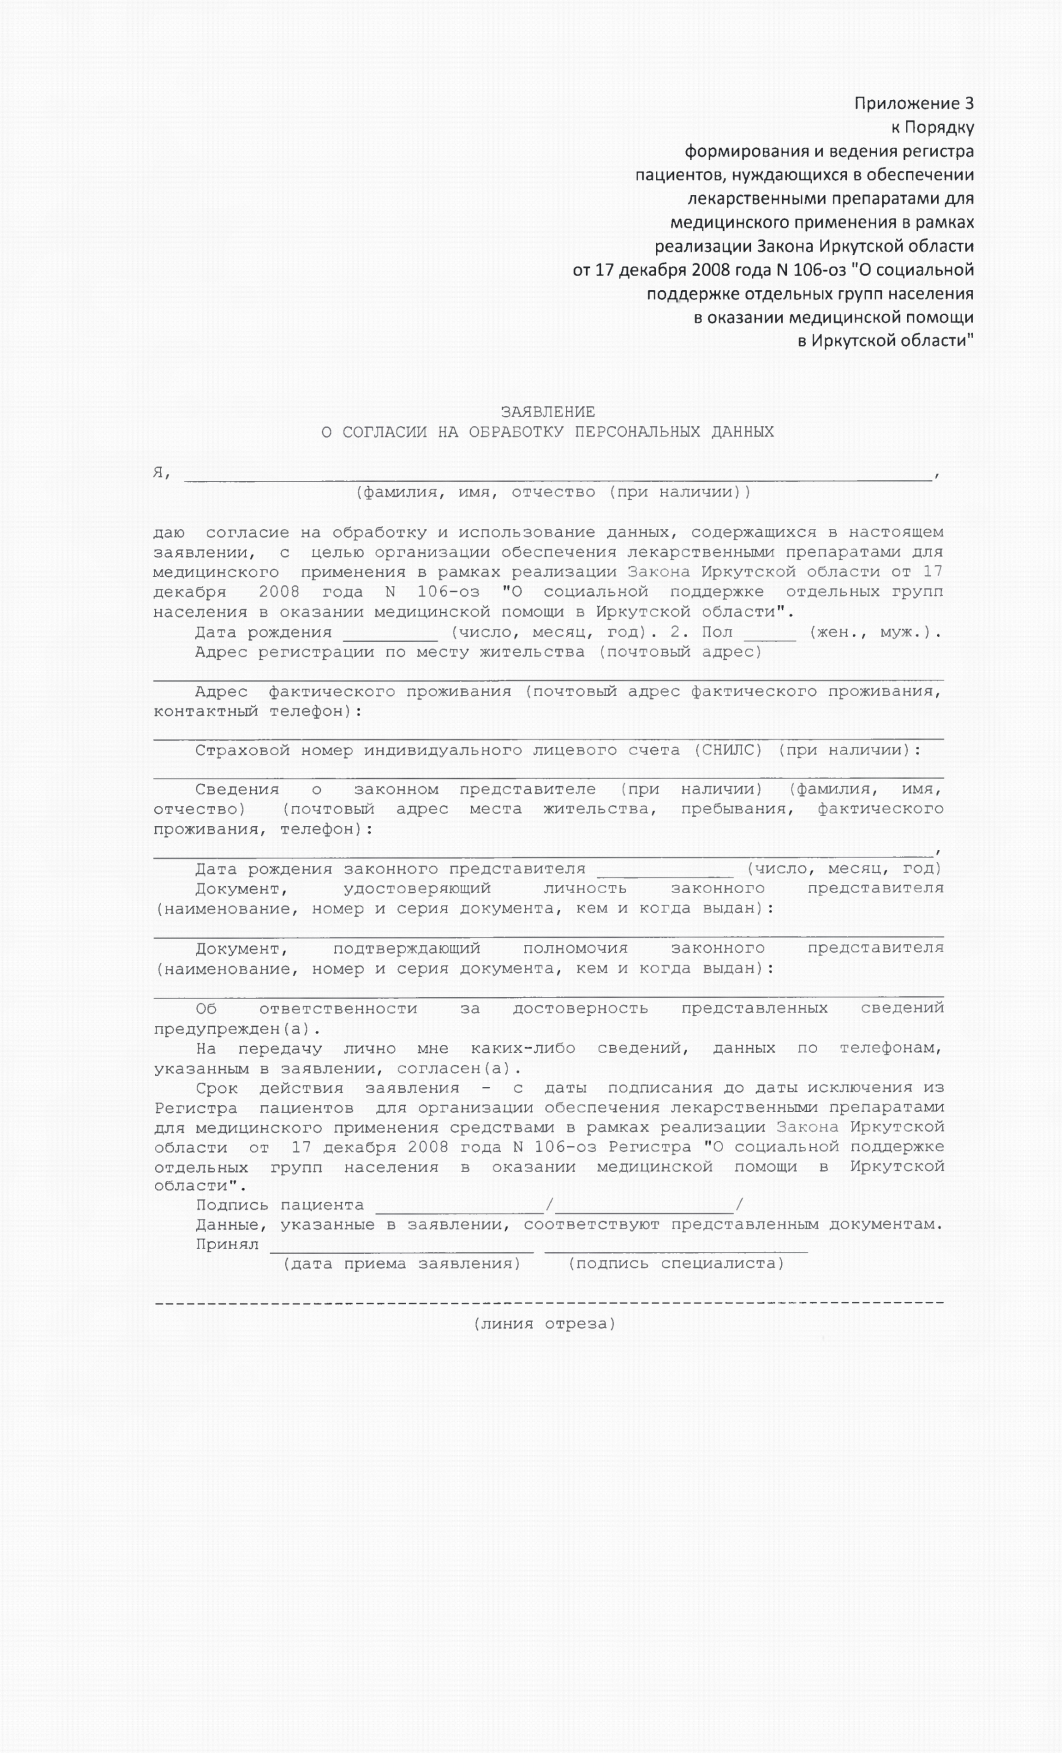 Приложение 3
к Порядку
формирования и ведения регистра
пациентов, нуждающихся в обеспечении
лекарственными препаратами для
медицинского применения в рамках
реализации Закона Иркутской области
от 17 декабря 2008 года N 106-оз "О социальной
поддержке отдельных групп населения
в оказании медицинской помощи
в Иркутской области"
ЗАЯВЛЕНИЕ
О СОГЛАСИИ НА ОБРАБОТКУ ПЕРСОНАЛЬНЫХ ДАННЫХ
Я, ____________________,
(фамилия, имя, отчество (при наличии))
даю согласие на обработку и использование данных, содержащихся в настоящем
заявлении, с целью организации обеспечения лекарственными препаратами для
медицинского применения в рамках реализации Закона Иркутской области от 17
декабря 2008 года N 106-оз "О социальной поддержке отдельных групп
населения в оказании медицинской помощи в Иркутской области".
Дата рождения _________ (число, месяц, год). 2. Пол _____ (жен., муж.).
Адрес регистрации по месту жительства (почтовый адрес)
Адрес фактического проживания (почтовый адрес фактического проживания,
контактный телефон):
Страховой номер индивидуального лицевого счета (СНИЛС) (при наличии):
Сведения о законном представителе (при наличии) (фамилия, имя,
отчество) (почтовый адрес места жительства, пребывания, фактического
проживания, телефон):
____________________,
Дата рождения законного представителя _____________ (число, месяц, год)
Документ, удостоверяющий личность законного представителя
(наименование, номер и серия документа, кем и когда выдан):
Документ, подтверждающий полномочия законного представителя
(наименование, номер и серия документа, кем и когда выдан):
Об ответственности за достоверность представленных сведений
предупрежден(а).
На передачу лично мне каких-либо сведений, данных по телефонам,
указанным в заявлении, согласен(а).
Срок действия заявления - с даты подписания до даты исключения из
Регистра пациентов для организации обеспечения лекарственными препаратами
для медицинского применения средствами в рамках реализации Закона Иркутской
области от 17 декабря 2008 года N 106-оз Регистра "О социальной поддержке
отдельных групп населения в оказании медицинской помощи в Иркутской
области".
Подпись пациента ________________/_________________/
Данные, указанные в заявлении, соответствуют представленным документам.
Принял _________________________ _________________________
(дата приема заявления) (подпись специалиста)
---------------------------------------------------------------------------
(линия отреза)